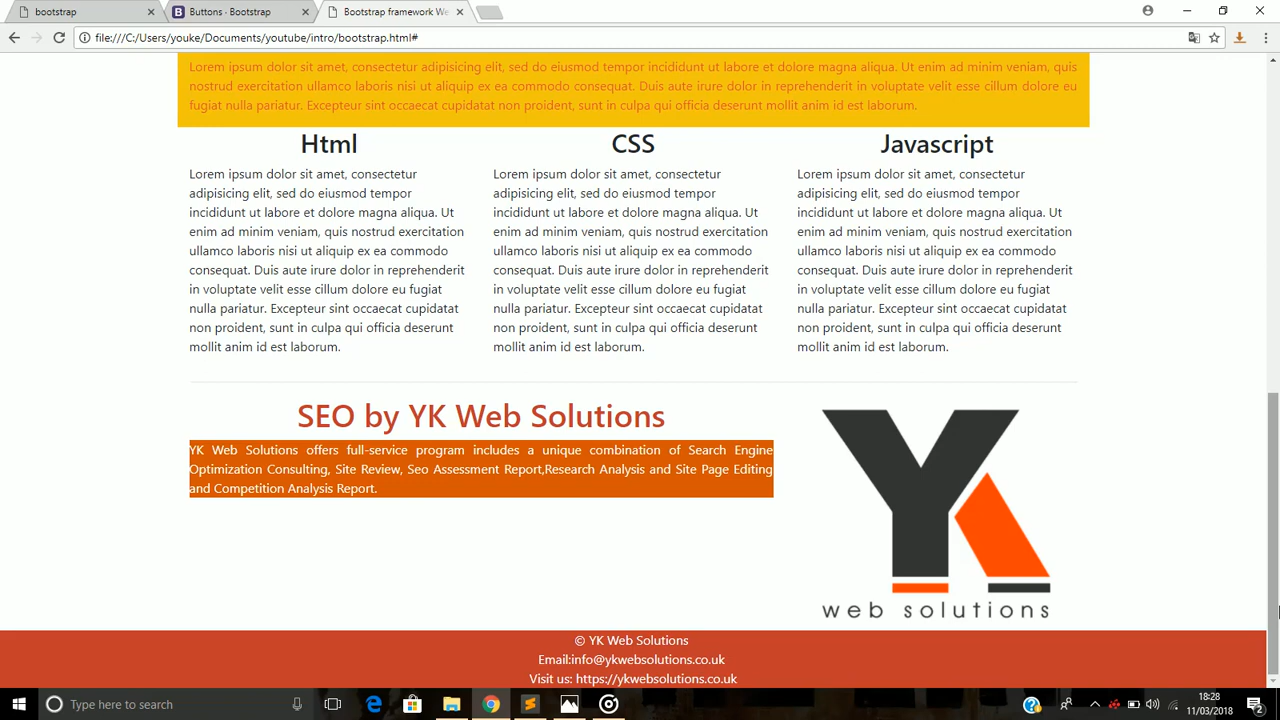 bootstrap
Buttons · Bootstrap
Bootstrap framework We
file:///C:/Users/youke/Documents/youtube/intro/bootstrap.html#
Lorem ipsum dolor sit amet, consectetur adipisicing elit, sed do eiusmod tempor incididunt ut labore et dolore magna aliqua. Ut enim ad minim veniam, quis
nostrud exercitation ullamco laboris nisi ut aliquip ex ea commodo consequat. Duis aute irure dolor in reprehenderit in voluptate velit esse cillum dolore eu
fugiat nulla pariatur. Excepteur sint occaecat cupidatat non proident, sunt in culpa qui officia deserunt mollit anim id est laborum.
Html
Lorem ipsum dolor sit amet, consectetur
adipisicing elit, sed do eiusmod tempor
incididunt ut labore et dolore magna aliqua. Ut
enim ad minim veniam, quis nostrud exercitation
ullamco laboris nisi ut aliquip ex ea commodo
consequat. Duis aute irure dolor in reprehenderit
in voluptate velit esse cillum dolore eu fugiat
nulla pariatur. Excepteur sint occaecat cupidatat
non proident, sunt in culpa qui officia deserunt
mollit anim id est laborum.
CSS
Lorem ipsum dolor sit amet, consectetur
adipisicing elit, sed do eiusmod tempor
incididunt ut labore et dolore magna aliqua. Ut
enim ad minim veniam, quis nostrud exercitation
ullamco laboris nisi ut aliquip ex ea commodo
consequat. Duis aute irure dolor in reprehenderit
in voluptate velit esse cillum dolore eu fugiat
nulla pariatur. Excepteur sint occaecat cupidatat
non proident, sunt in culpa qui officia deserunt
mollit anim id est laborum.
Javascript
Lorem ipsum dolor sit amet, consectetur
adipisicing elit, sed do eiusmod tempor
incididunt ut labore et dolore magna aliqua. Ut
enim ad minim veniam, quis nostrud exercitation
ullamco laboris nisi ut aliquip ex ea commodo
consequat. Duis aute irure dolor in reprehenderit
in voluptate velit esse cillum dolore eu fugiat
nulla pariatur. Excepteur sint occaecat cupidatat
non proident, sunt in culpa qui officia deserunt
mollit anim id est laborum.
SEO by YK Web Solutions
YK Web Solutions offers full-service program includes a unique combination of Search Engine
Optimization Consulting, Site Review, Seo Assessment Report,Research Analysis and Site Page Editing
and Competition Analysis Report.
YK
web solutions
© YK Web Solutions
Email:info@ykwebsolutions.co.uk
Visit us: https://ykwebsolutions.co.uk
Type here to search
18:28
11/03/2018
2